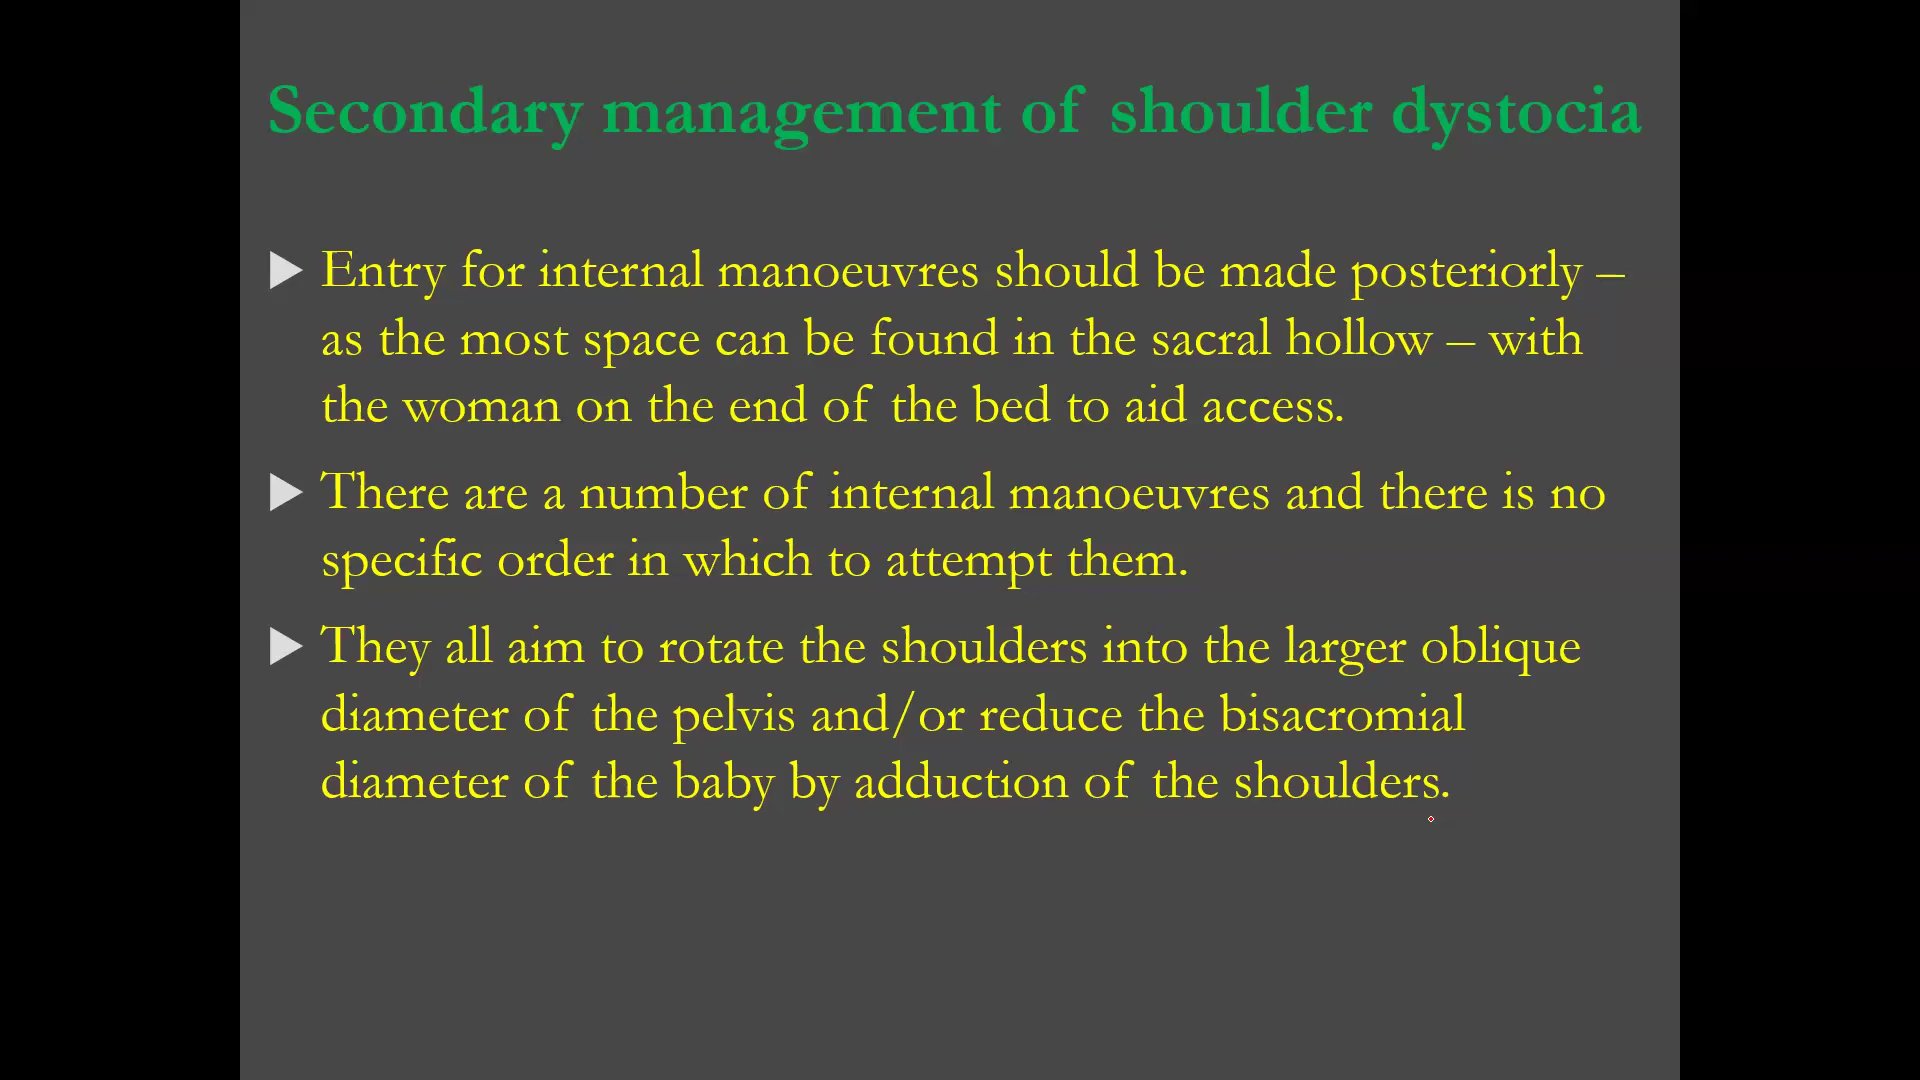 Secondary management of shoulder dystocia
Entry for internal manoeuvres should be made posteriorly –
as the most space can be found in the sacral hollow – with
the woman on the end of the bed to aid access.
There are a number of internal manoeuvres and there is no
specific order in which to attempt them.
They all aim to rotate the shoulders into the larger oblique
diameter of the pelvis and/or reduce the bisacromial
diameter of the baby by adduction of the shoulders.